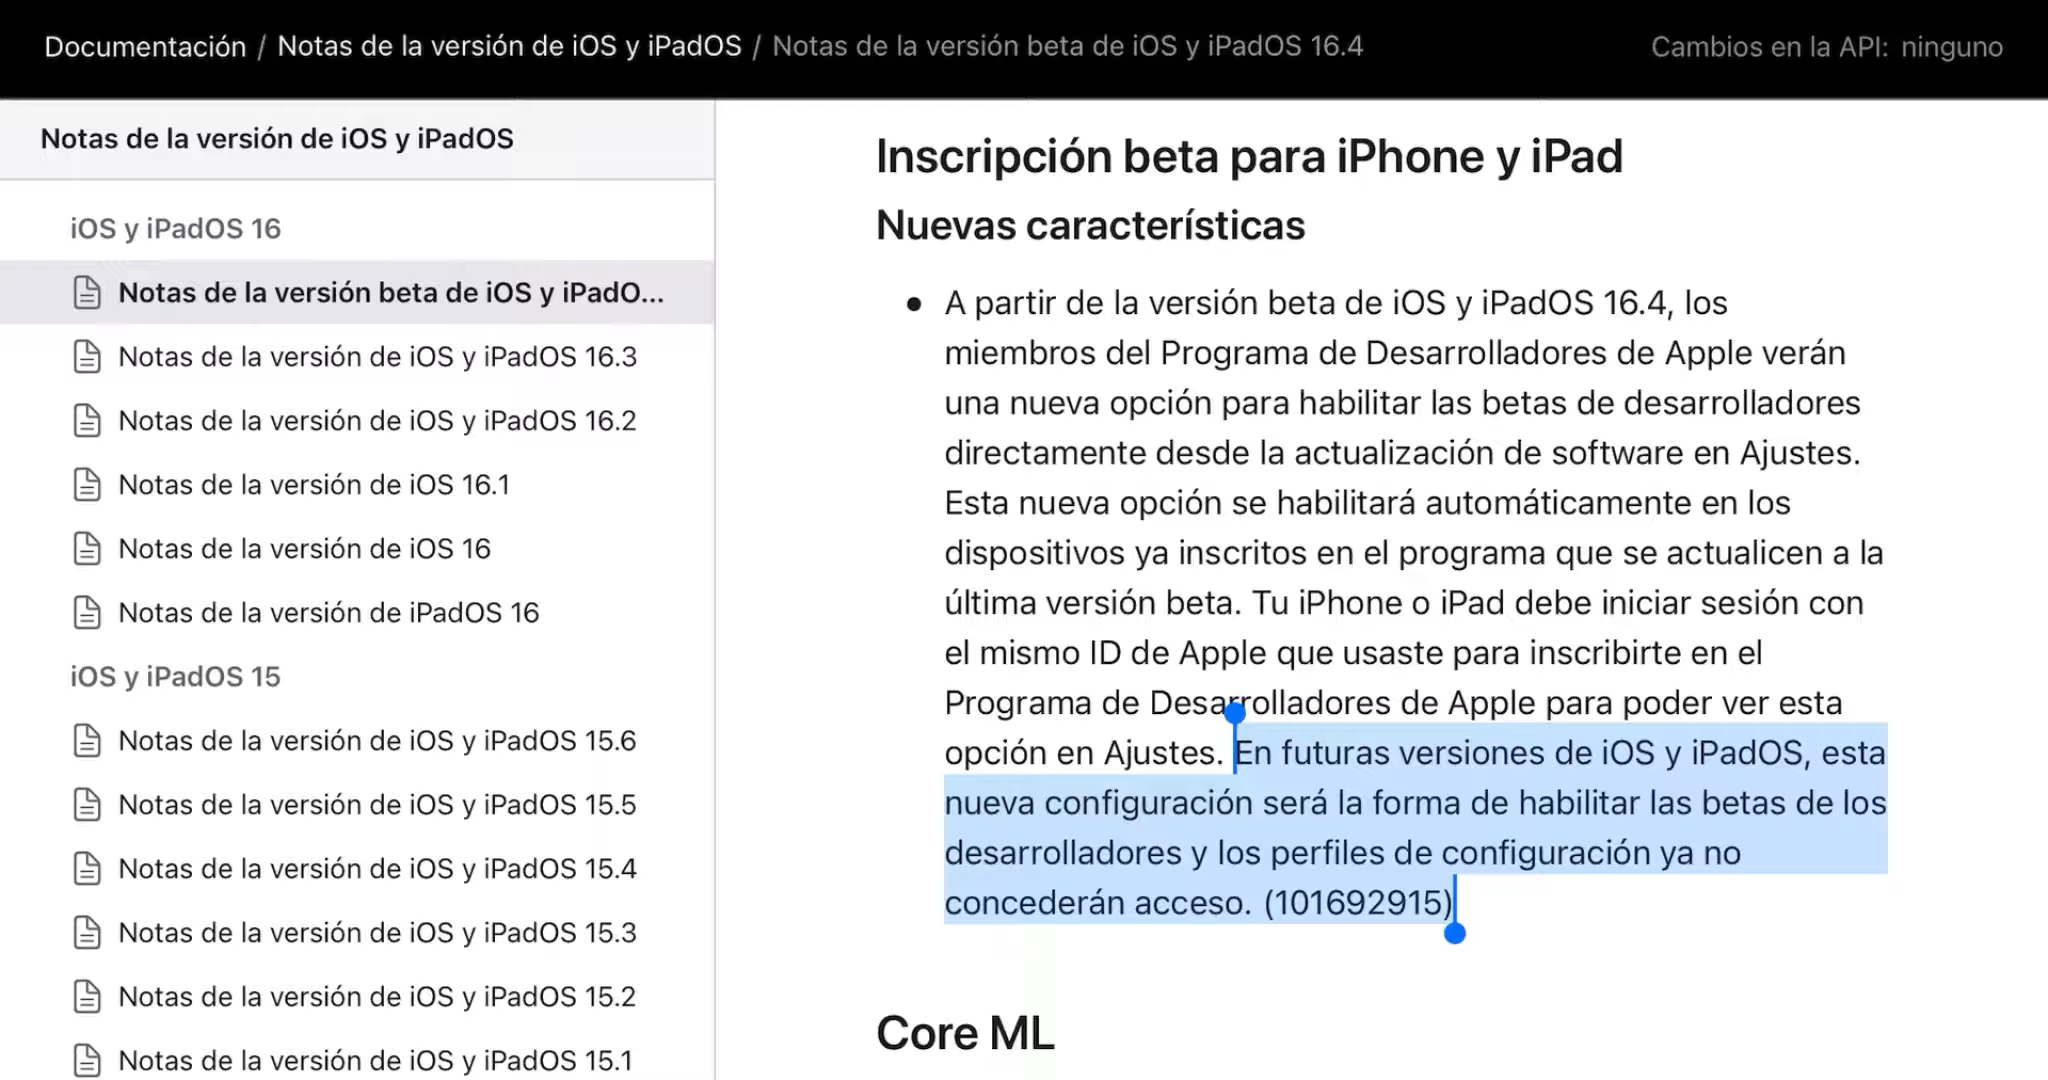 Documentación / Notas de la versión de iOS y iPadOS / Notas de la versión beta de iOS y iPadOS 16.4
Cambios en la API: ninguno
Notas de la versión de iOS y iPadOS
iOS y iPadOS 16
Notas de la versión beta de iOS y iPadO...
Notas de la versión de iOS y iPadOS 16.3
Notas de la versión de iOS y iPadOS 16.2
Notas de la versión de iOS 16.1
Notas de la versión de iOS 16
Notas de la versión de iPadOS 16
iOS y iPadOS 15
Notas de la versión de iOS y iPadOS 15.6
Notas de la versión de iOS y iPadOS 15.5
Notas de la versión de iOS y iPadOS 15.4
Notas de la versión de iOS y iPadOS 15.3
Notas de la versión de iOS y iPadOS 15.2
Notas de la versión de iOS y iPadOS 15.1
Inscripción beta para iPhone y iPad
Nuevas características
● A partir de la versión beta de iOS y iPadOS 16.4, los
miembros del Programa de Desarrolladores de Apple verán
una nueva opción para habilitar las betas de desarrolladores
directamente desde la actualización de software en Ajustes.
Esta nueva opción se habilitará automáticamente en los
dispositivos ya inscritos en el programa que se actualicen a la
última versión beta. Tu iPhone o iPad debe iniciar sesión con
el mismo ID de Apple que usaste para inscribirte en el
Programa de Desarrolladores de Apple para poder ver esta
opción en Ajustes. En futuras versiones de iOS y iPadOS, esta
nueva configuración será la forma de habilitar las betas de los
desarrolladores y los perfiles de configuración ya no
concederán acceso. (101692915)
Core ML